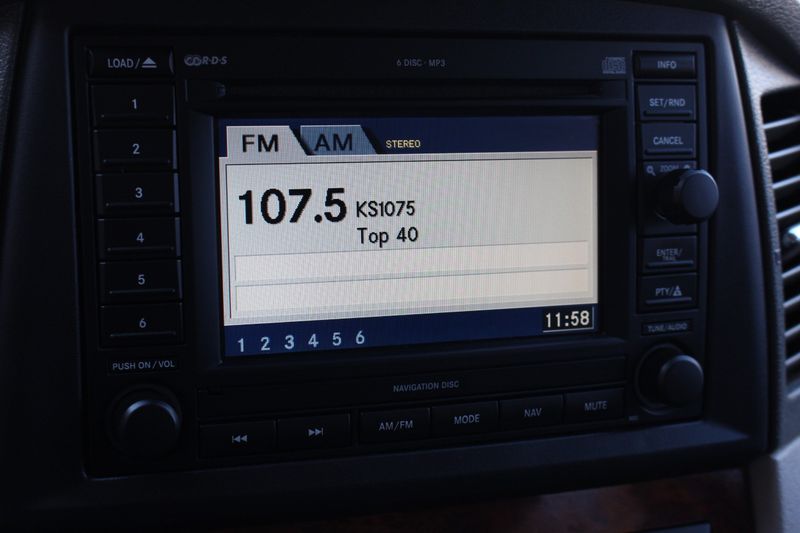 LOAD/
R·D·S
6 DISC · MP3
INFO
1
2
3
4
5
6
PUSH ON / VOL
FM AM STEREO
107.5 KS1075
Top 40
1 2 3 4 5 6
11:58
SET/RND
CANCEL
ZOOM
ENTER/
TRAIL
PTY/
TUNE/AUDIO
NAVIGATION DISC
AM/FM
MODE
NAV
MUTE